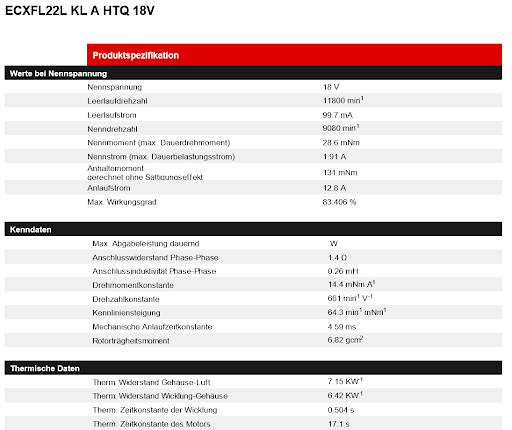 ECXFL22L KL A HTQ 18V
Produktspezifikation
Werte bei Nennspannung
Nennspannung 18 V
Leerlaufdrehzahl 11800 min⁻¹
Leerlaufstrom 99.7 mA
Nenndrehzahl 9080 min⁻¹
Nennmoment (max. Dauerdrehmoment) 28.6 mNm
Nennstrom (max. Dauerbelastungsstrom) 1.91 A
Anhaltemoment
gerechnet ohne Sättigungseffekt 131 mNm
Anlaufstrom 12.8 A
Max. Wirkungsgrad 83.406 %
Kenndaten
Max. Abgabeleistung dauernd W
Anschlusswiderstand Phase-Phase 1.4 Ω
Anschlussinduktivität Phase-Phase 0.26 mH
Drehmomentkonstante 14.4 mNm A⁻¹
Drehzahlkonstante 661 min⁻¹ V⁻¹
Kennliniensteigung 64.3 min⁻¹ mNm⁻¹
Mechanische Anlaufzeitkonstante 4.59 ms
Rotorträgheitsmoment 6.82 gcm²
Thermische Daten
Therm. Widerstand Gehäuse-Luft 7.15 KW⁻¹
Therm. Widerstand Wicklung-Gehäuse 6.42 KW⁻¹
Therm. Zeitkonstante der Wicklung 0.504 s
Therm. Zeitkonstante des Motors 17.1 s